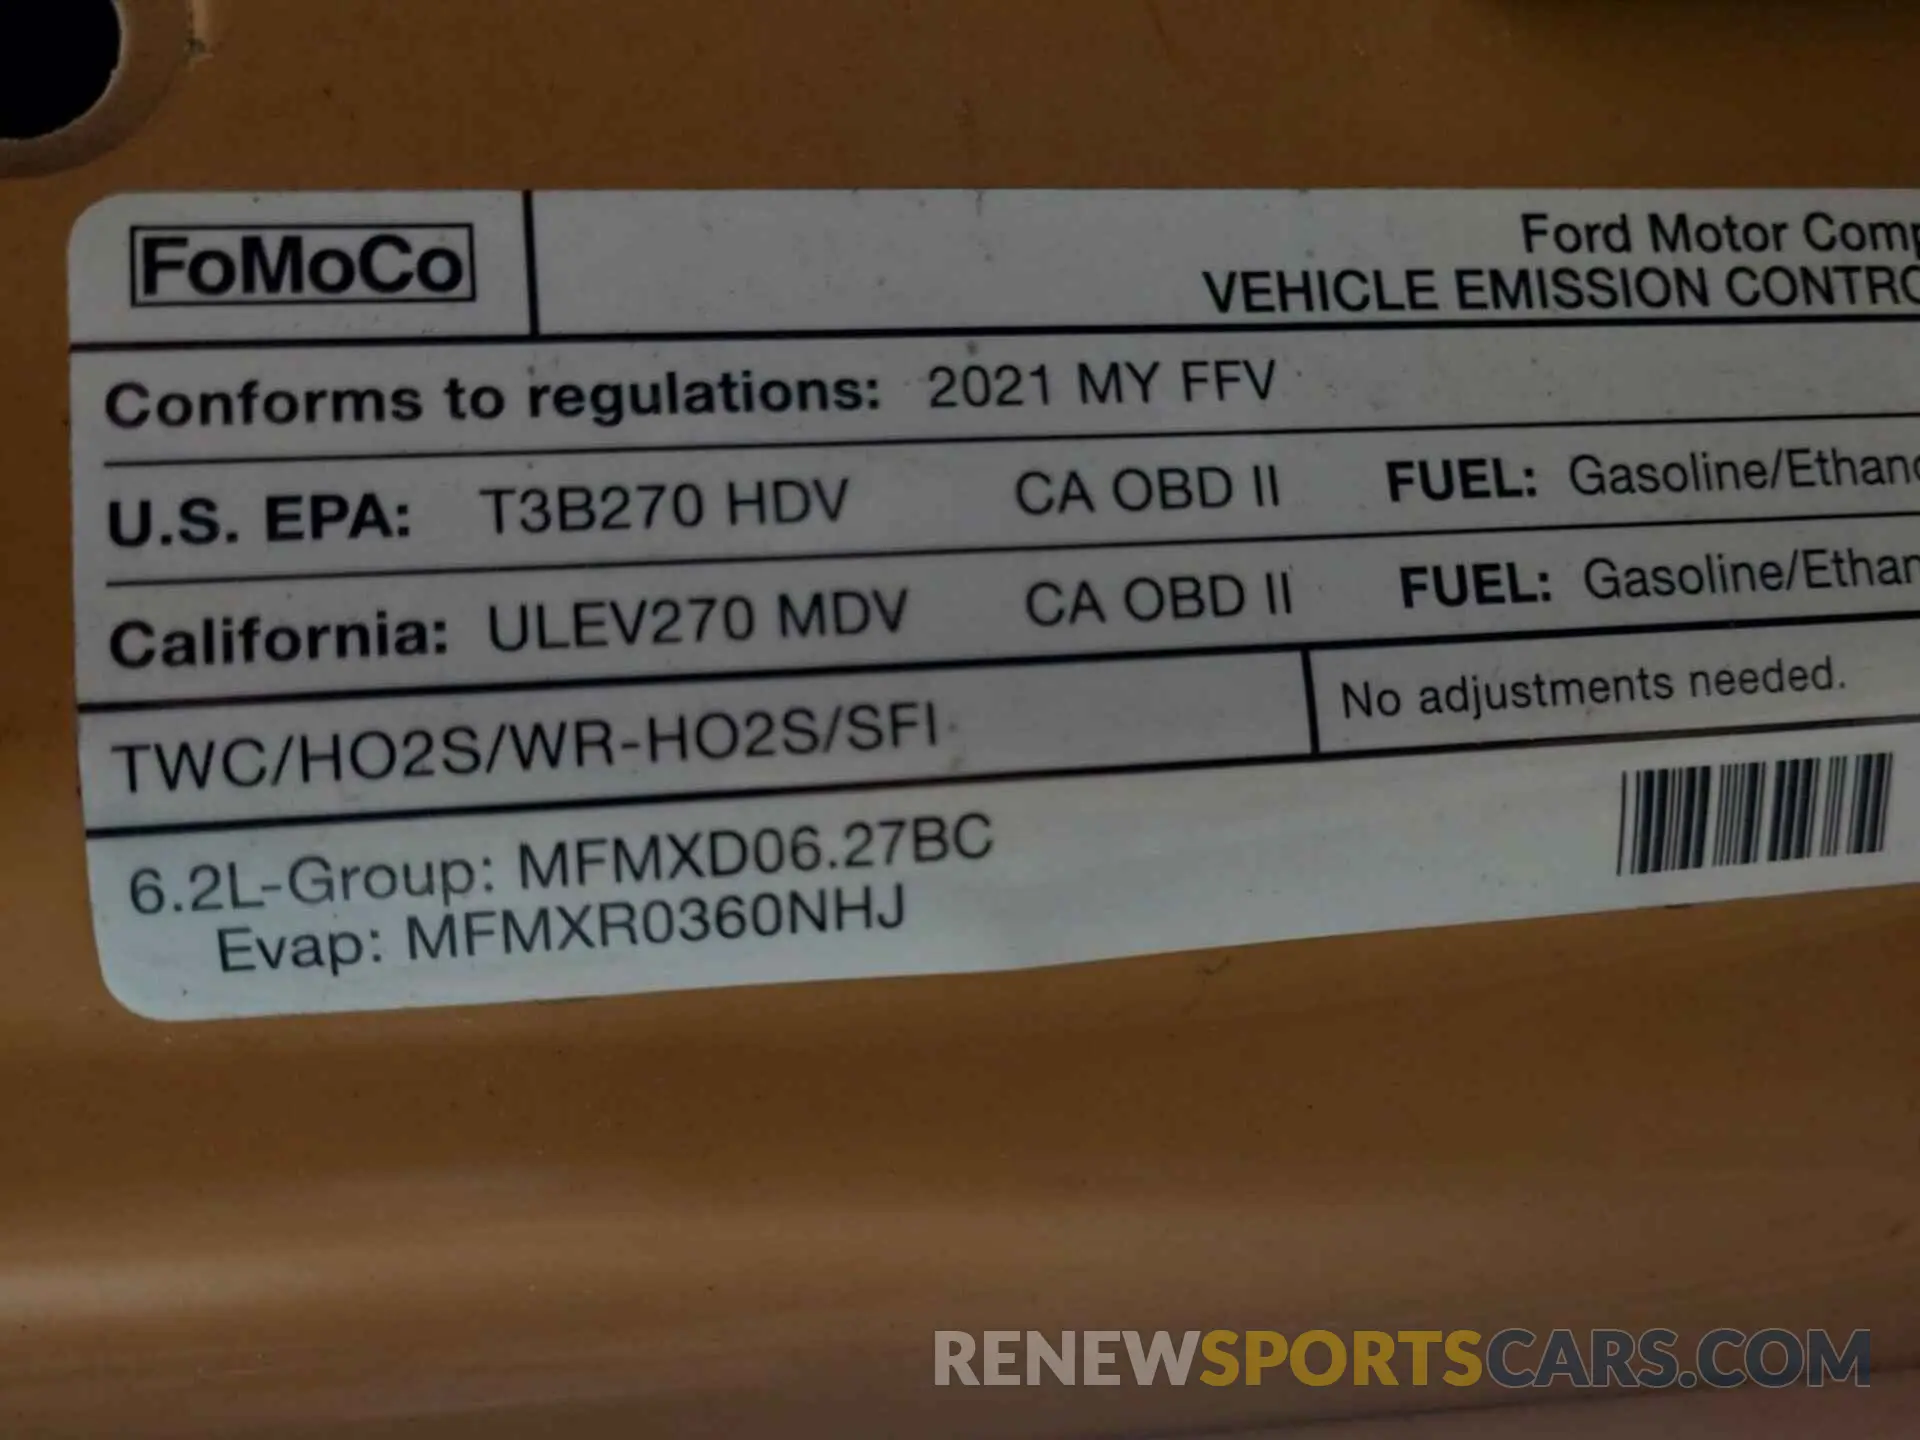 FoMoCo
Ford Motor Comp
VEHICLE EMISSION CONTRO
Conforms to regulations: 2021 MY FFV
U.S. EPA: T3B270 HDV CA OBD II FUEL: Gasoline/Ethano
California: ULEV270 MDV CA OBD II FUEL: Gasoline/Ethan
TWC/HO2S/WR-HO2S/SFI
No adjustments needed.
6.2L-Group: MFMXD06.27BC
Evap: MFMXR0360NHJ
RENEWSPORTSCARS.COM